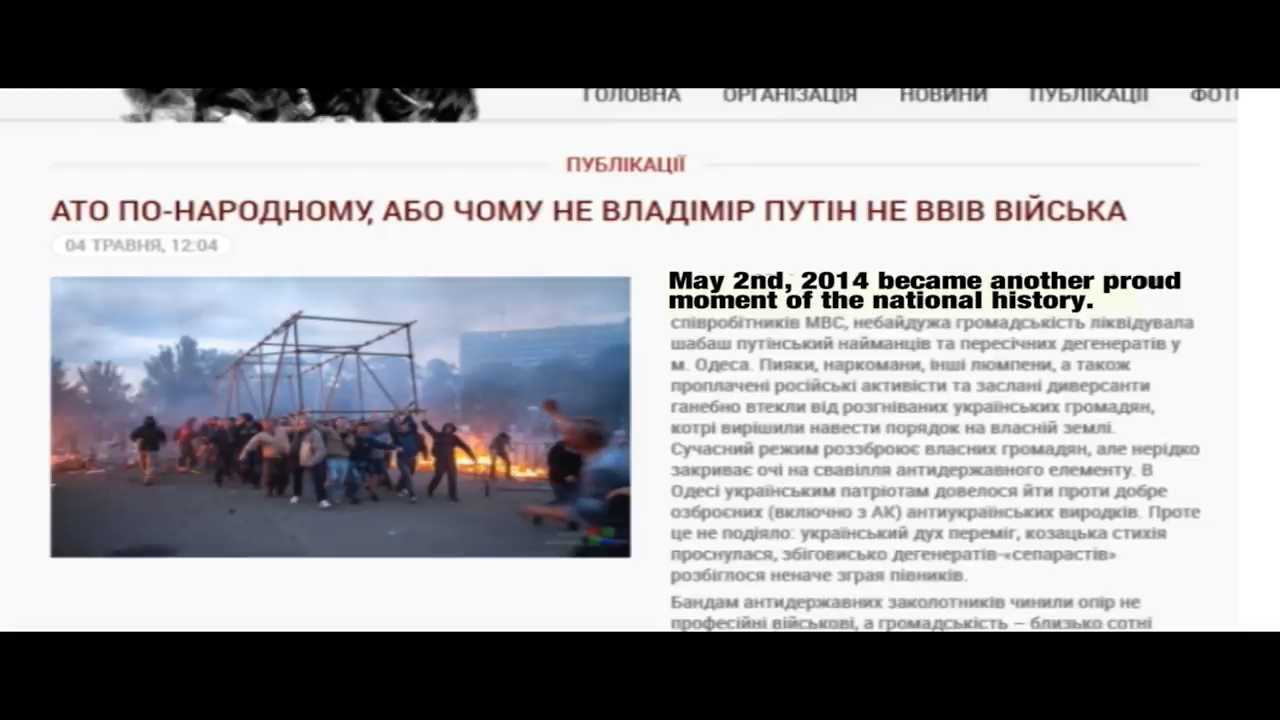 ГОЛОВНА ОРГАНІЗАЦІЯ НОВИНИ ПУБЛІКАЦІЇ
ПУБЛІКАЦІЇ
АТО ПО-НАРОДНОМУ, АБО ЧОМУ НЕ ВЛАДІМІР ПУТІН НЕ ВВІВ ВІЙСЬКА
04 ТРАВНЯ, 12:04
May 2nd, 2014 became another proud
moment of the national history.
співробітників МВС, небайдужа громадськість ліквідувала
шабаш путінський найманців та пересічних дегенератів у
м. Одеса. Пияки, наркомани, інші люмпени, а також
проплачені російські активісти та заслані диверсанти
ганебно втекли від розгніваних українських громадян,
котрі вирішили навести порядок на власній землі.
Сучасний режим роззброює власних громадян, але нерідко
закриває очі на свавілля антидержавного елементу. В
Одесі українським патріотам довелося йти проти добре
озброєних (включно з АК) антиукраїнських виродків. Проте
це не подіяло: український дух переміг, козацька стихія
проснулася, збіговисько дегенератів-«сепарастів»
розбіглося неначе зграя півників.
Бандам антидержавних заколотників чинили опір не
професійні військові, а громадськість – близько сотні